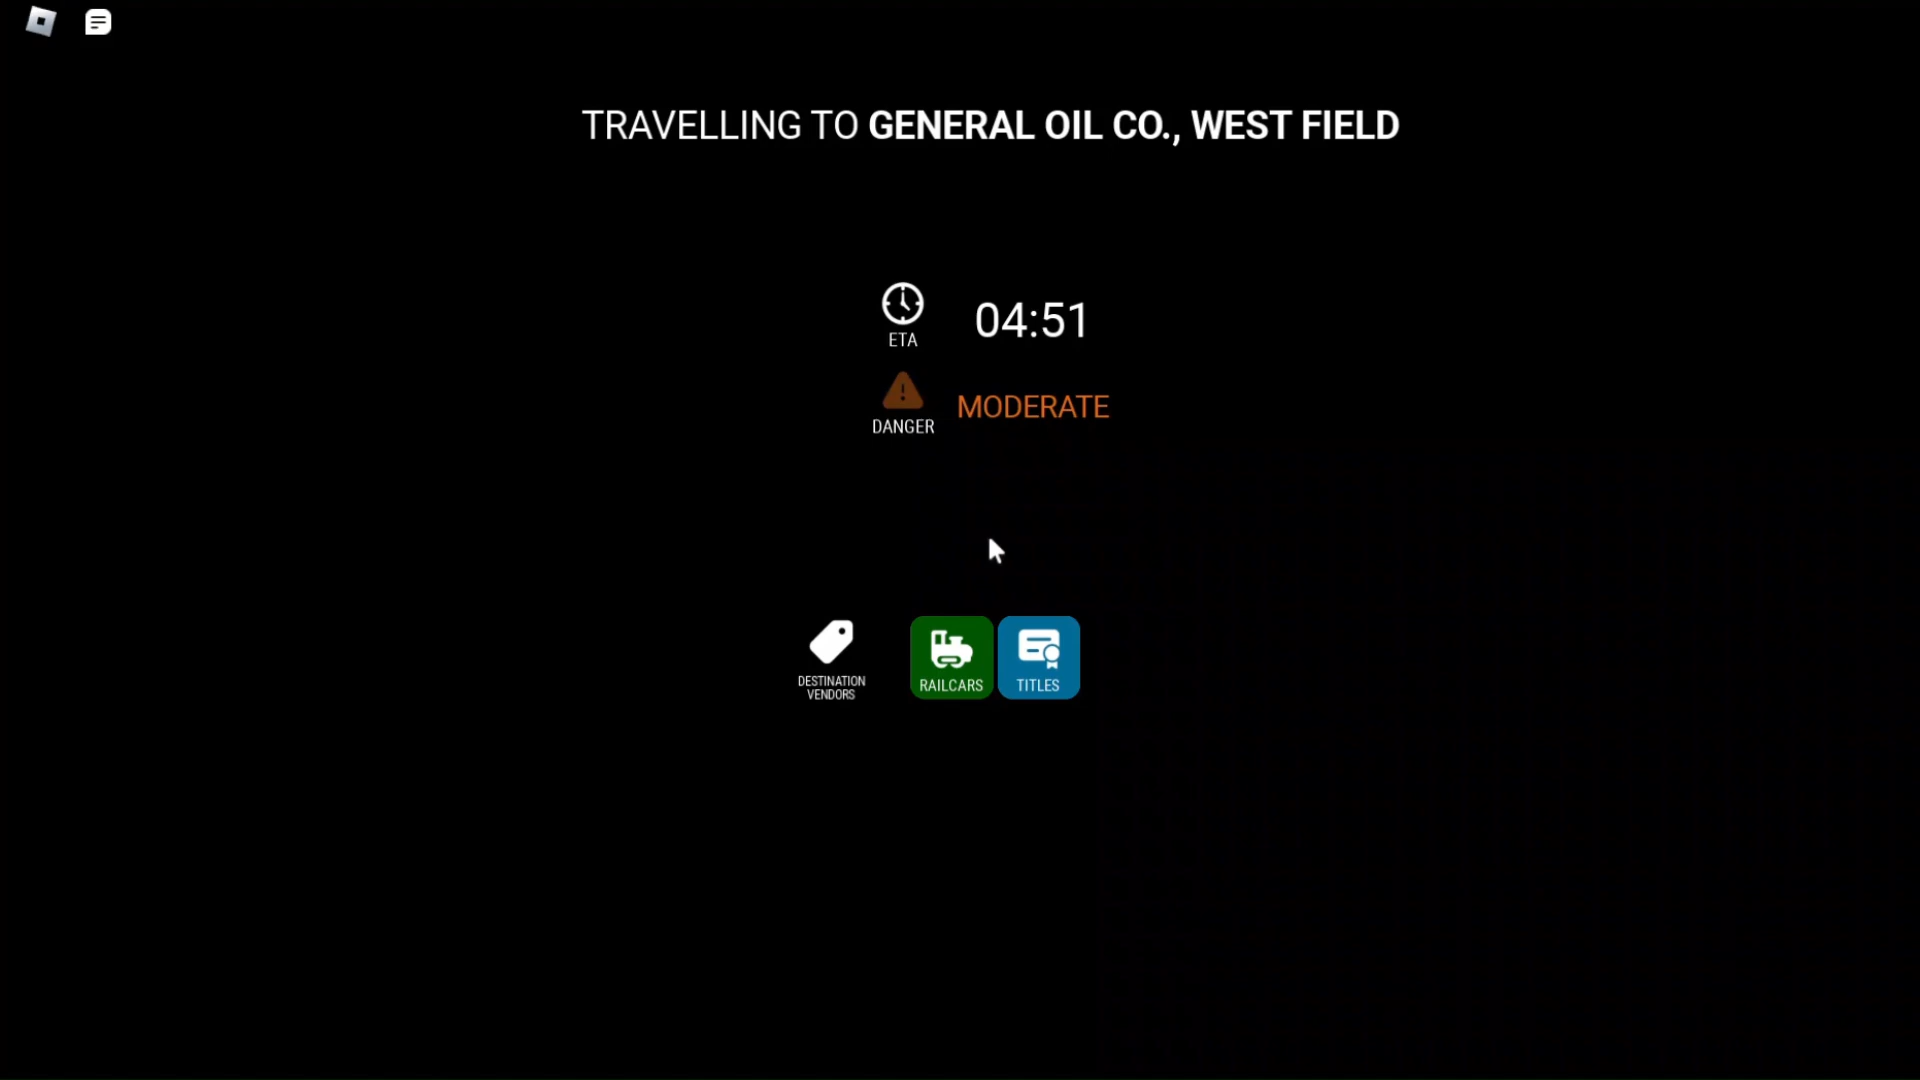 TRAVELLING TO GENERAL OIL CO., WEST FIELD
ETA
04:51
DANGER
MODERATE
DESTINATION
VENDORS
RAILCARS
TITLES